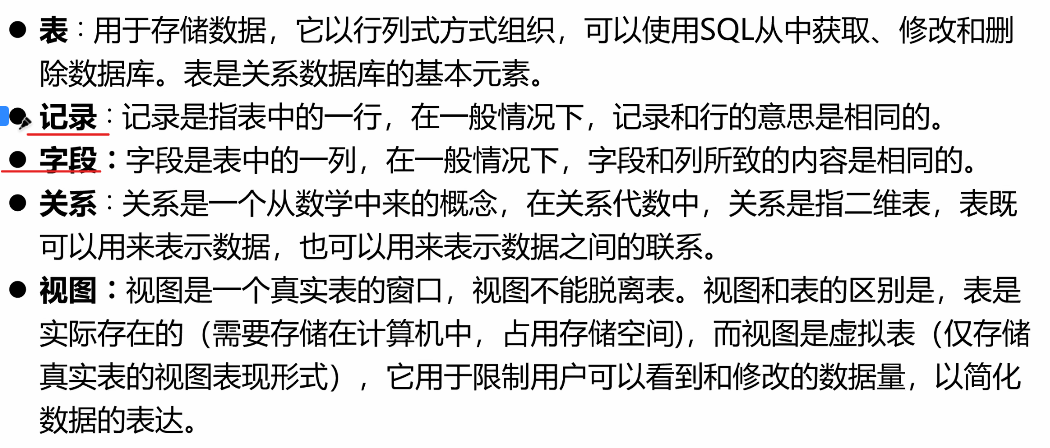 ● 表：用于存储数据，它以行列式方式组织，可以使用SQL从中获取、修改和删
除数据库。表是关系数据库的基本元素。
● 记录：记录是指表中的一行，在一般情况下，记录和行的意思是相同的。
● 字段：字段是表中的一列，在一般情况下，字段和列所致的内容是相同的。
● 关系：关系是一个从数学中来的概念，在关系代数中，关系是指二维表，表既
可以用来表示数据，也可以用来表示数据之间的联系。
● 视图：视图是一个真实表的窗口，视图不能脱离表。视图和表的区别是，表是
实际存在的（需要存储在计算机中，占用存储空间)，而视图是虚拟表（仅存储
真实表的视图表现形式），它用于限制用户可以看到和修改的数据量，以简化
数据的表达。